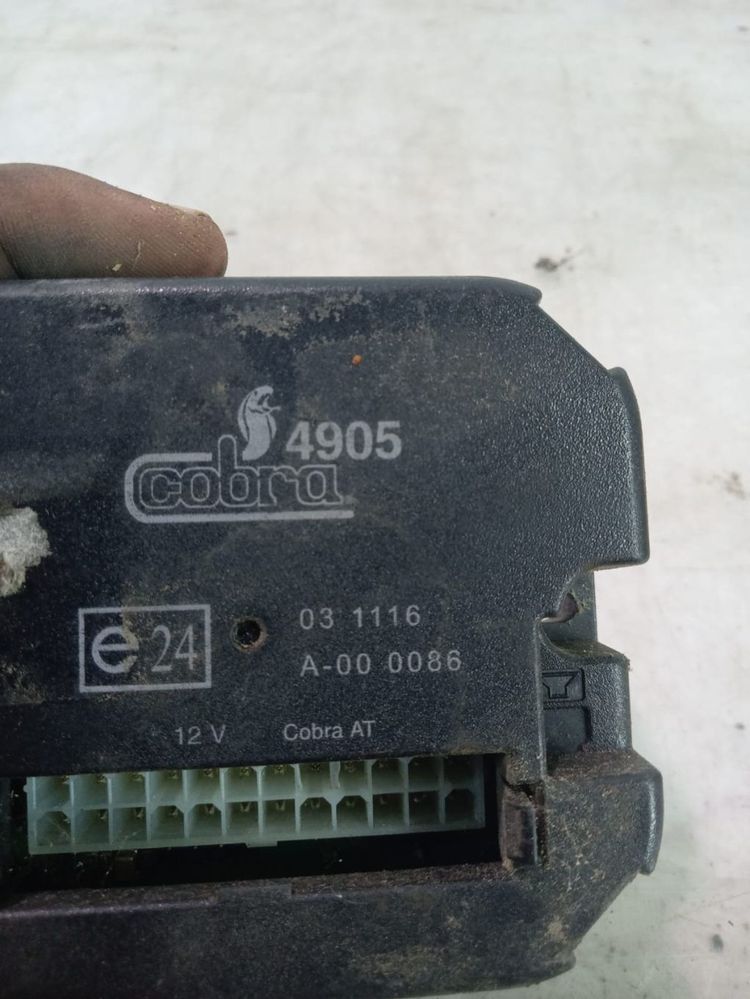 4905
cobra
e24
03 1116
A-00 0086
12 V
Cobra AT